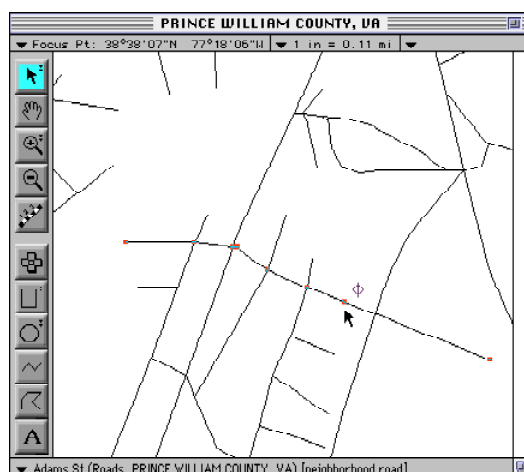 PRINCE WILLIAM COUNTY, VA
Focus Pt: 38°38'07"N 77°18'06"W 1 in = 0.11 mi
A
Adams St (Roads, PRINCE WILLIAM COUNTY, VA) [neighborhood road]